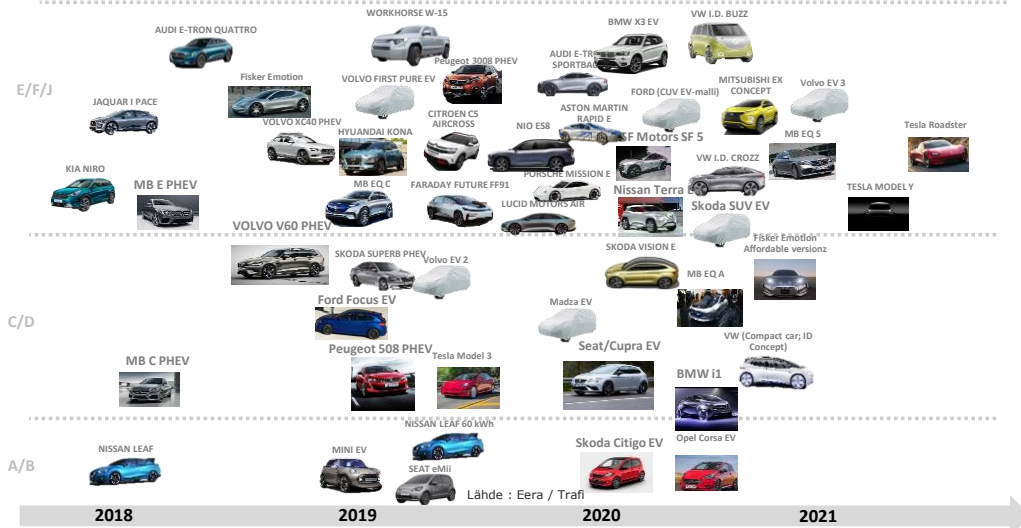 WORKHORSE W-15
VW I.D. BUZZ
BMW X3 EV
AUDI E-TRON QUATTRO
AUDI E-TRON
SPORTBAC
Peugeot 3008 PHEV
Fisker Emotion
VOLVO FIRST PURE EV
MITSUBISHI EX
CONCEPT
Volvo EV 3
E/F/J
FORD (CUV EV-malli)
JAQUAR I PACE
CITROEN C5
AIRCROSS
ASTON MARTIN
RAPID E
VOLVO XC40 PHEV
HYUANDAI KONA
NIO ES8
SF Motors SF 5
MB EQ S
Tesla Roadster
VW I.D. CROZZ
KIA NIRO
MB E PHEV
MB EQ C
FARADAY FUTURE FF91
PORSCHE MISSION E
Nissan Terra E
TESLA MODEL Y
LUCID MOTORS AIR
Skoda SUV EV
VOLVO V60 PHEV
Fisker Emotion
Affordable versionz
SKODA SUPERB PHEV
Volvo EV 2
SKODA VISION E
MB EQ A
Ford Focus EV
Madza EV
C/D
VW (Compact car; ID
Concept)
Peugeot 508 PHEV
Tesla Model 3
Seat/Cupra EV
MB C PHEV
BMW i1
NISSAN LEAF 60 kWh
Opel Corsa EV
NISSAN LEAF
MINI EV
Skoda Citigo EV
A/B
SEAT eMii
Lähde : Eera / Trafi
2018
2019
2020
2021